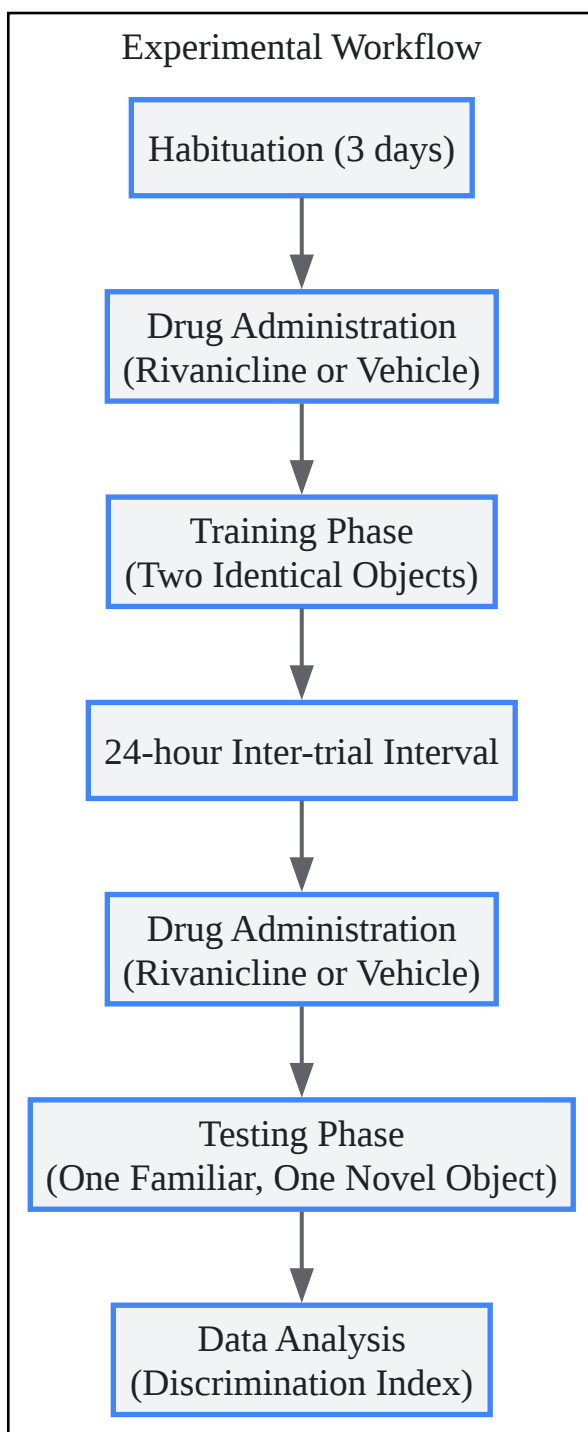 Experimental Workflow
Habituation (3 days)
Drug Administration
(Rivanicline or Vehicle)
Training Phase
(Two Identical Objects)
24-hour Inter-trial Interval
Drug Administration
(Rivanicline or Vehicle)
Testing Phase
(One Familiar, One Novel Object)
Data Analysis
(Discrimination Index)